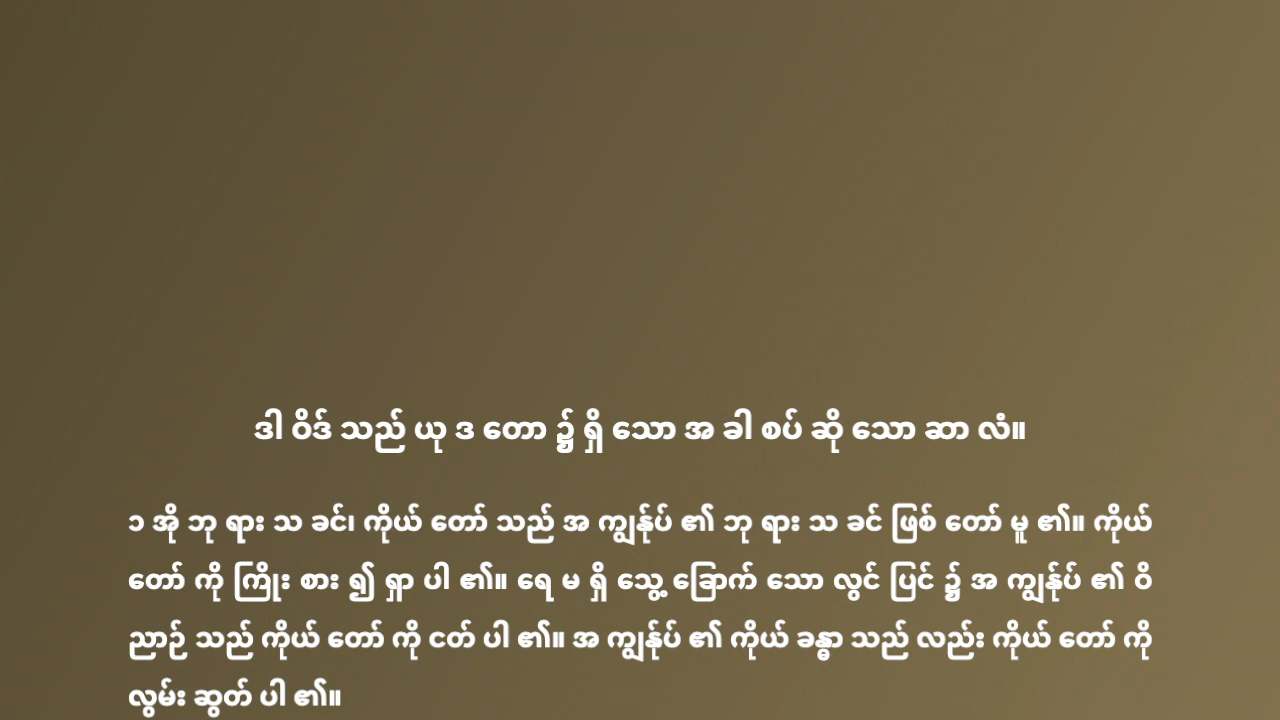 ဒါ ဝိဒ် သည် ယု ဒ တော ၌ ရှိ သော အ ခါ စပ် ဆို သော ဆာ လံ။
၁ အို ဘု ရား သ ခင်၊ ကိုယ် တော် သည် အ ကျွန်ုပ် ၏ ဘု ရား သ ခင် ဖြစ် တော် မူ ၏။ ကိုယ်
တော် ကို ကြိုး စား ၍ ရှာ ပါ ၏။ ရေ မ ရှိ သွေ့ ခြောက် သော လွင် ပြင် ၌ အ ကျွန်ုပ် ၏ ဝိ
ညာဉ် သည် ကိုယ် တော် ကို ငတ် ပါ ၏။ အ ကျွန်ုပ် ၏ ကိုယ် ခန္ဓာ သည် လည်း ကိုယ် တော် ကို
လွမ်း ဆွတ် ပါ ၏။